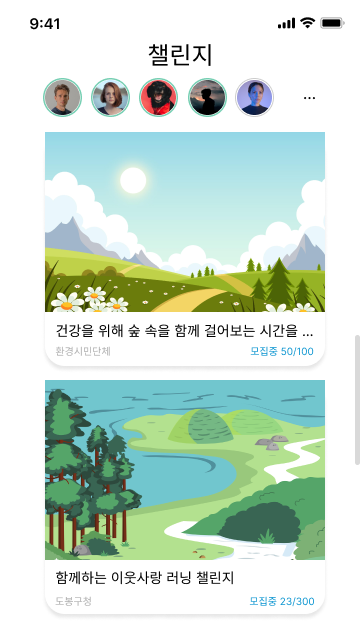 9:41
챌린지
...
건강을 위해 숲 속을 함께 걸어보는 시간을 ...
환경시민단체 모집중 50/100
함께하는 이웃사랑 러닝 챌린지
도봉구청 모집중 23/300